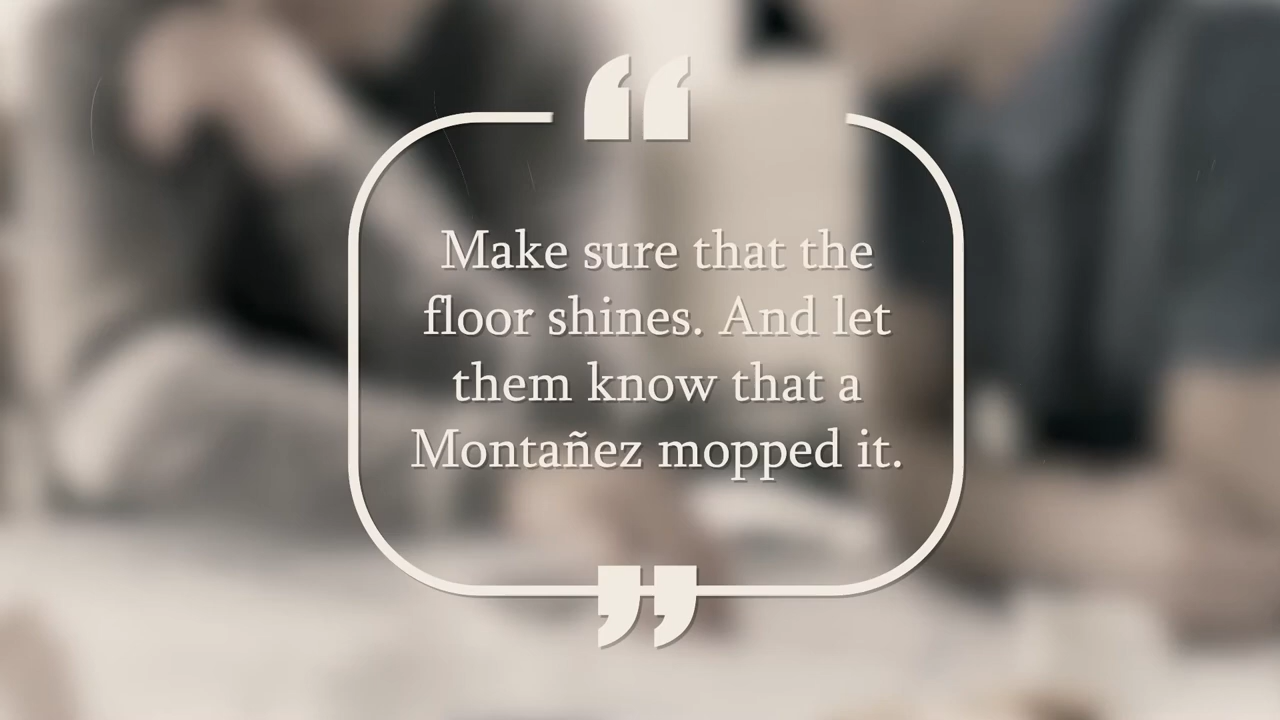 “
Make sure that the
floor shines. And let
them know that a
Montañez mopped it.
”